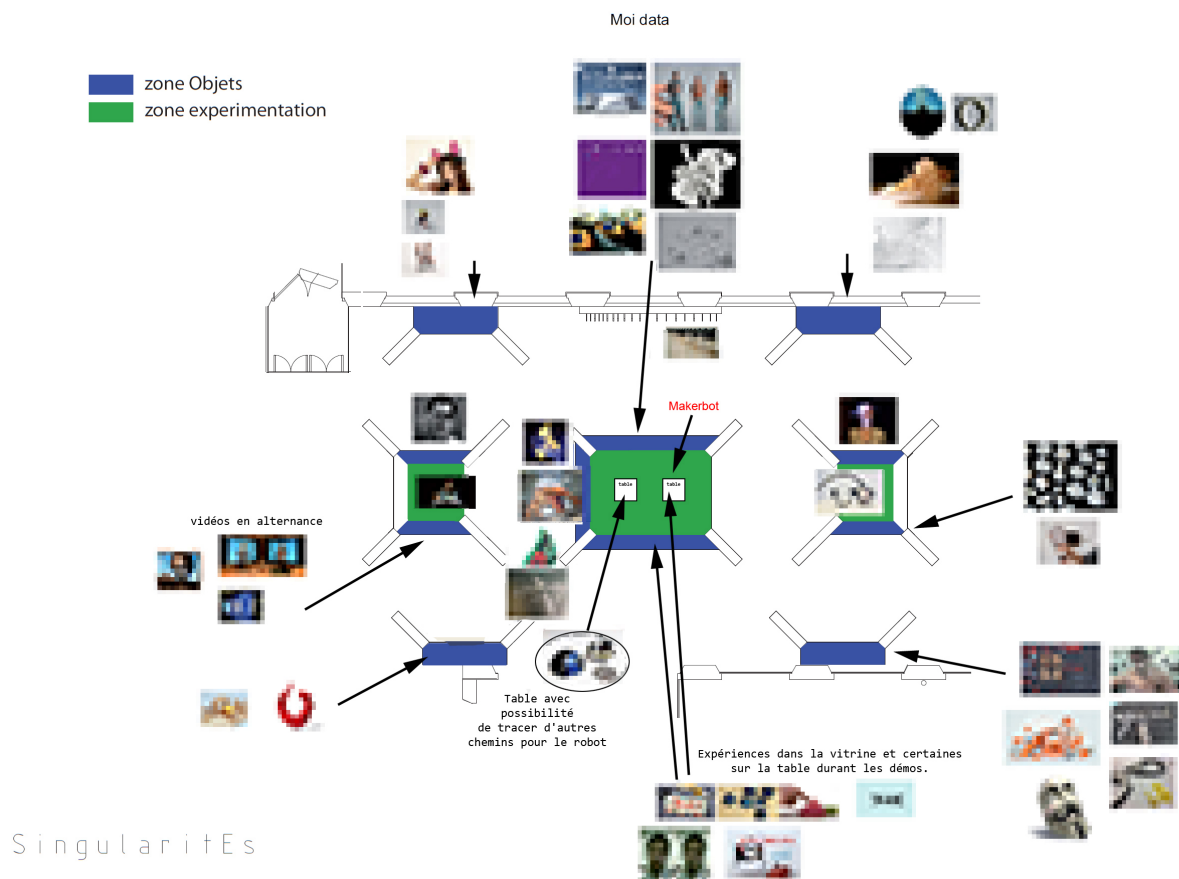 Moi data
zone Objets
zone experimentation
Makerbot
table
table
vidéos en alternance
Table avec
possibilité
de tracer d'autres
chemins pour le robot
Expériences dans la vitrine et certaines
sur la table durant les démos.
SingularitEs